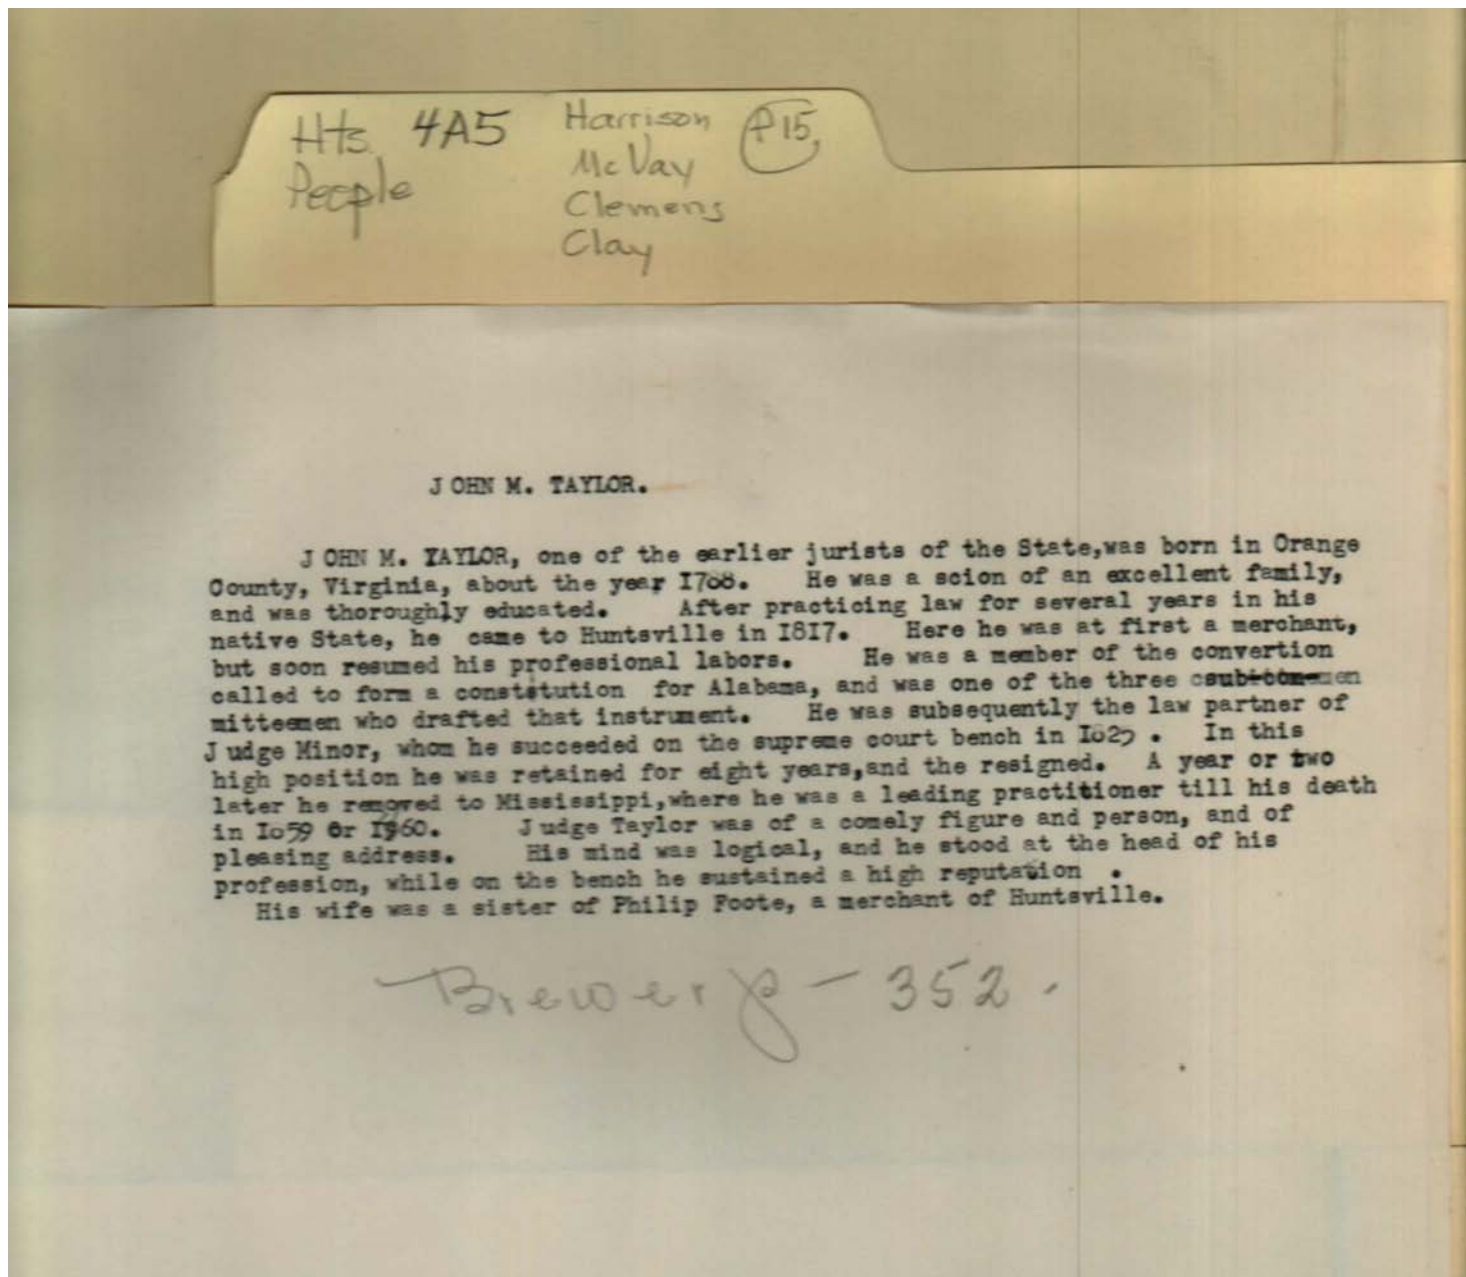 Hts. 4A5
People
Harrison
McVay
Clemens
Clay
P15
J OHN M. TAYLOR.
J OHN M. TAYLOR, one of the earlier jurists of the State,was born in Orange
County, Virginia, about the year I788. He was a scion of an excellent family,
and was thoroughly educated. After practicing law for several years in his
native State, he came to Huntsville in I8I7. Here he was at first a merchant,
but soon resumed his professional labors. He was a member of the convertion
called to form a constitution for Alabama, and was one of the three
mitteemen who drafted that instrument. He was subsequently the law partner of
J udge Minor, whom he succeeded on the supreme court bench in . In this
high position he was retained for eight years,and the resigned. A year or two
later he removed to Mississippi,where he was a leading practitioner till his death
in Io59 or . J udge Taylor was of a comely figure and person, and of
pleasing address. His mind was logical, and he stood at the head of his
profession, while on the bench he sustained a high reputation .
His wife was a sister of Philip Foote, a merchant of Huntsville.
Brewer p - 352.